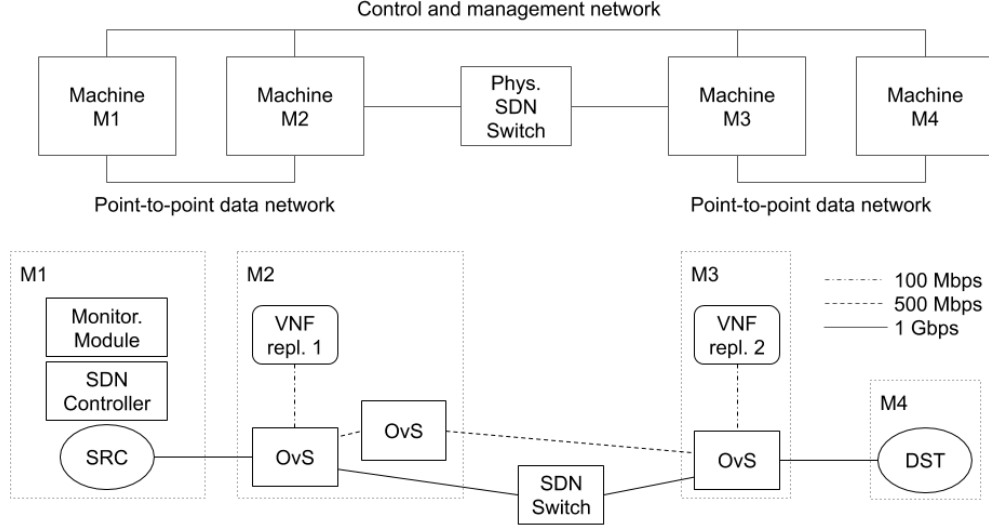 Control and management network
Machine
M1
Machine
M2
Phys.
SDN
Switch
Machine
M3
Machine
M4
Point-to-point data network
Point-to-point data network
M1
Monitor.
Module
SDN
Controller
SRC
M2
VNF
repl. 1
OvS
OvS
SDN
Switch
M3
VNF
repl. 2
OvS
100 Mbps
500 Mbps
1 Gbps
M4
DST